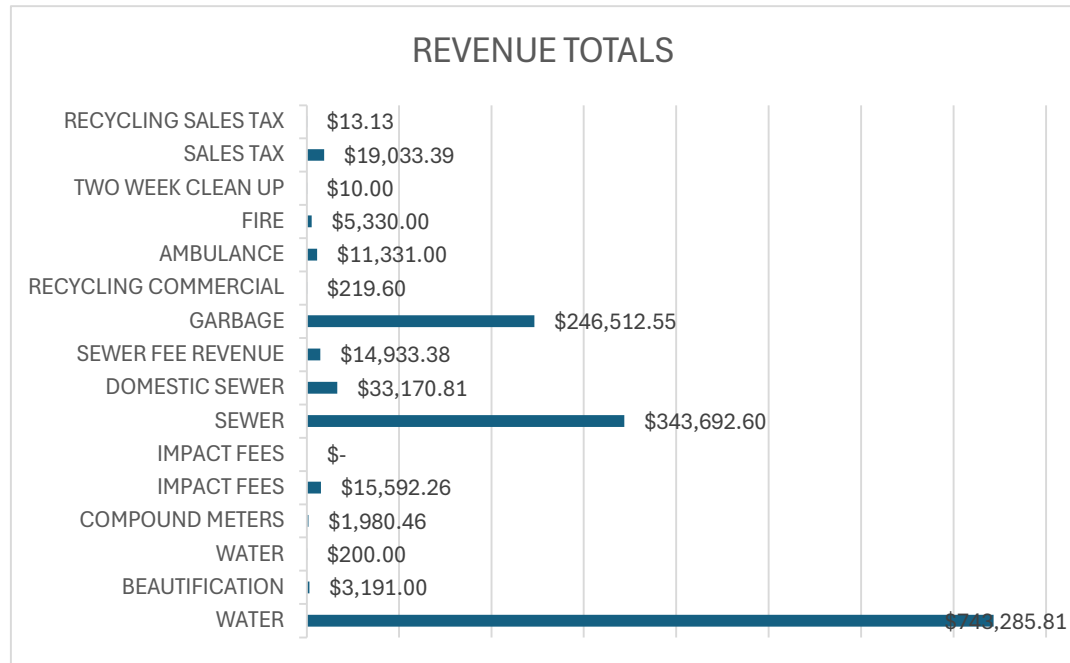 REVENUE TOTALS
RECYCLING SALES TAX $13.13
SALES TAX $19,033.39
TWO WEEK CLEAN UP $10.00
FIRE $5,330.00
AMBULANCE $11,331.00
RECYCLING COMMERCIAL $219.60
GARBAGE $246,512.55
SEWER FEE REVENUE $14,933.38
DOMESTIC SEWER $33,170.81
SEWER $343,692.60
IMPACT FEES $-
IMPACT FEES $15,592.26
COMPOUND METERS $1,980.46
WATER $200.00
BEAUTIFICATION $3,191.00
WATER $743,285.81